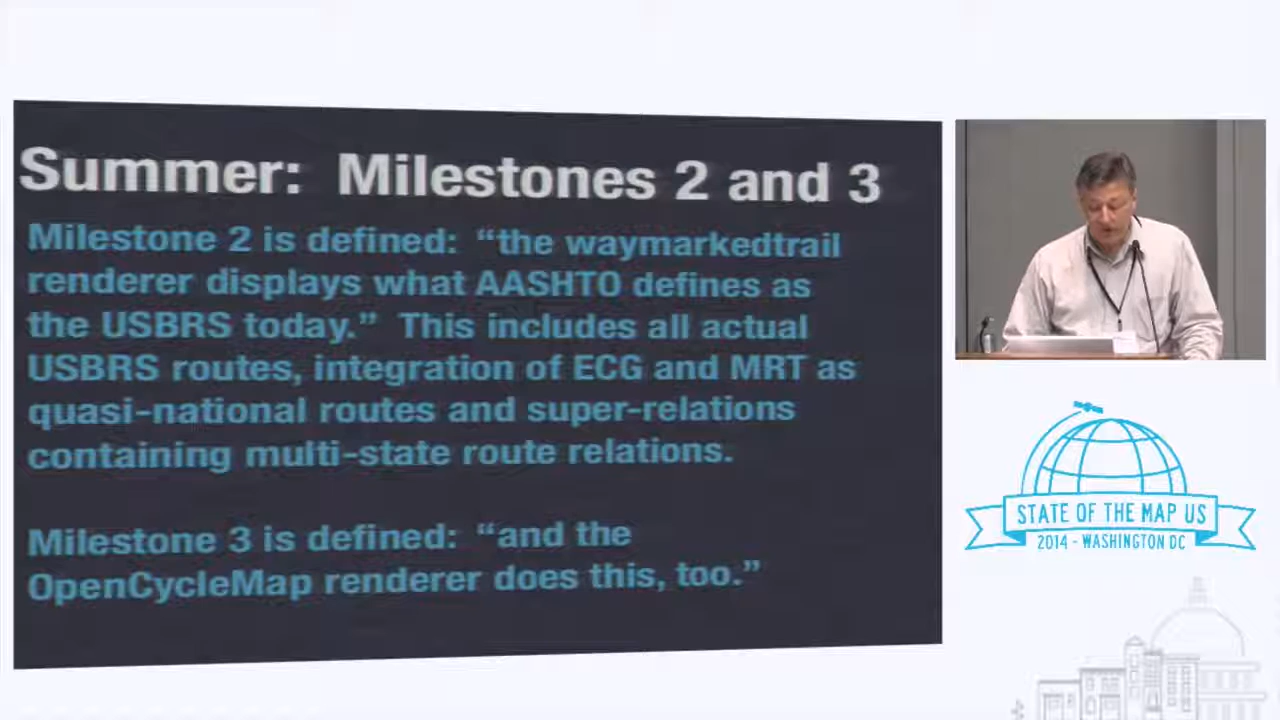 Summer: Milestones 2 and 3
Milestone 2 is defined: “the waymarkedtrail
renderer displays what AASHTO defines as
the USBRS today.” This includes all actual
USBRS routes, integration of ECG and MRT as
quasi-national routes and super-relations
containing multi-state route relations.
Milestone 3 is defined: “and the
OpenCycleMap renderer does this, too.”
STATE OF THE MAP US
2014 - WASHINGTON DC